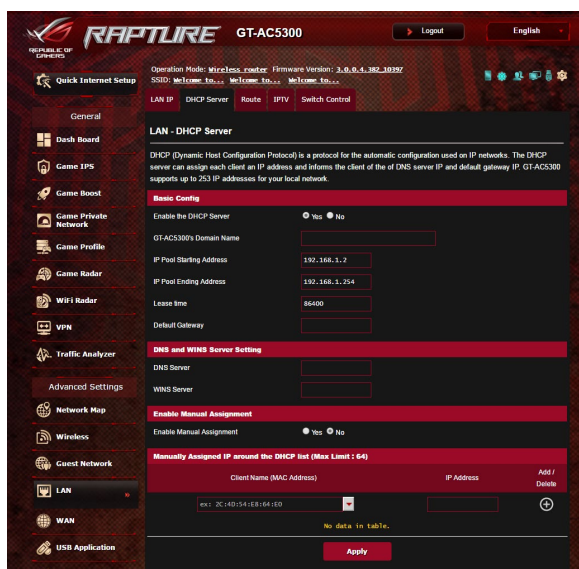 REPUBLIC OF
GAMERS
RAPTURE GT-AC5300
Logout
English
Quick Internet Setup
Operation Mode: Wireless router Firmware Version: 3.0.0.4.382_10397
SSID: Welcome to... Welcome to... Welcome to...
LAN IP DHCP Server Route IPTV Switch Control
General
Dash Board
Game IPS
Game Boost
Game Private
Network
Game Profile
Game Radar
WiFi Radar
VPN
Traffic Analyzer
Advanced Settings
Network Map
Wireless
Guest Network
LAN
WAN
USB Application
LAN - DHCP Server
DHCP (Dynamic Host Configuration Protocol) is a protocol for the automatic configuration used on IP networks. The DHCP
server can assign each client an IP address and informs the client of the of DNS server IP and default gateway IP. GT-AC5300
supports up to 253 IP addresses for your local network.
Basic Config
Enable the DHCP Server Yes No
GT-AC5300's Domain Name
IP Pool Starting Address 192.168.1.2
IP Pool Ending Address 192.168.1.254
Lease time 86400
Default Gateway
DNS and WINS Server Setting
DNS Server
WINS Server
Enable Manual Assignment
Enable Manual Assignment Yes No
Manually Assigned IP around the DHCP list (Max Limit : 64)
Client Name (MAC Address) IP Address Add /
Delete
ex: 2C:4D:54:E8:64:E0
No data in table.
Apply